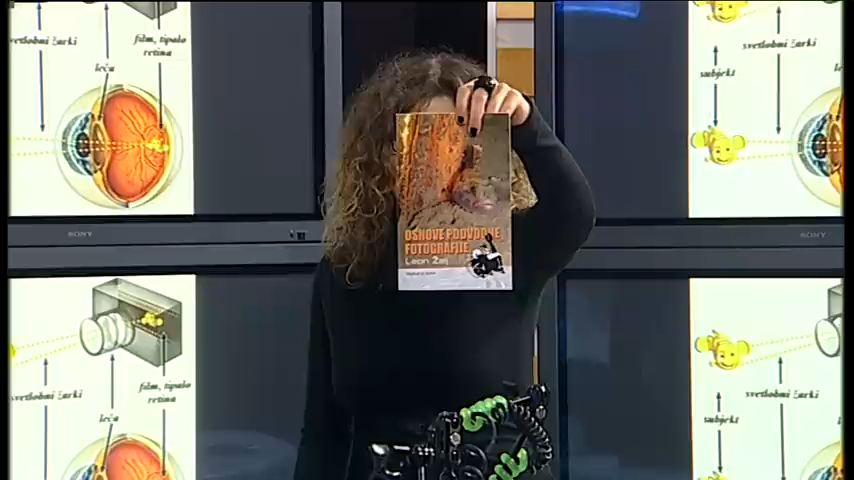 svetlobni žarki
film, tipalo
retina
leča
svetlobni žarki
subjekt
SONY
SONY
OSNOVE PODVODNE
FOTOGRAFIJE
Leon Žaj
film, tipalo
retina
svetlobni žarki
leča
svetlobni žarki
subjekt